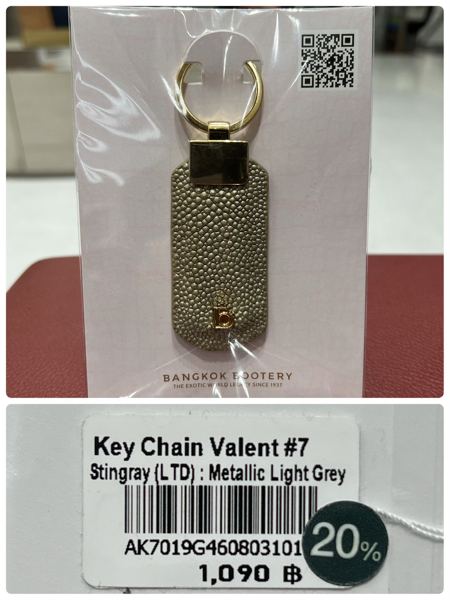 B
BANGKOK BOOTERY
THE EXOTIC WORLD LEGACY SINCE 1937
Key Chain Valent #7
Stingray (LTD) : Metallic Light Grey
AK7019G460803101
20%
1,090 ฿